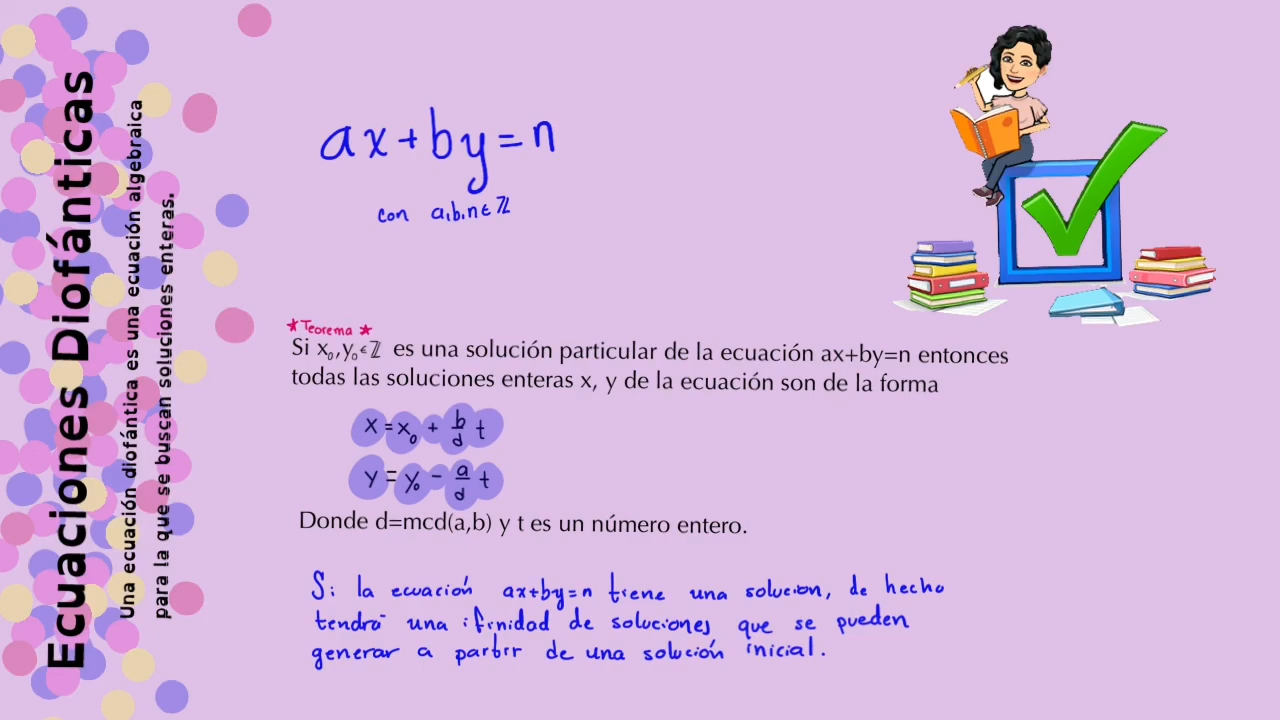 Ecuaciones Diofánticas
Una ecuación diofántica es una ecuación algebraica
para la que se buscan soluciones enteras.
ax+by=n
con a,b,n∈ℤ
★Teorema★
Si x₀,y₀∈ℤ es una solución particular de la ecuación ax+by=n entonces
todas las soluciones enteras x, y de la ecuación son de la forma
x = x₀ + b/d t
y = y₀ - a/d t
Donde d=mcd(a,b) y t es un número entero.
Si la ecuación ax+by=n tiene una solución, de hecho
tendrá una ifinidad de soluciones que se pueden
generar a partir de una solución inicial.